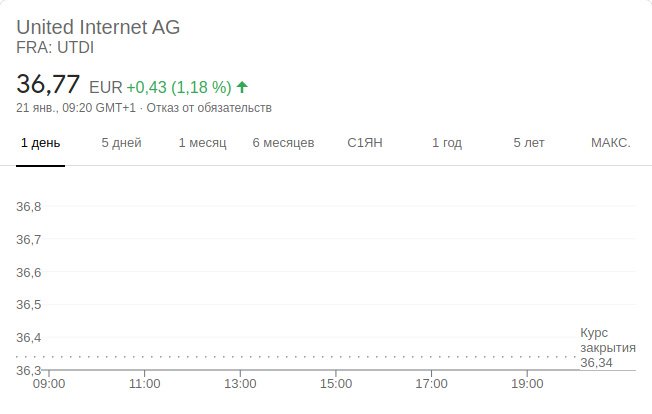 United Internet AG
FRA: UTDI
36,77 EUR +0,43 (1,18 %)
21 янв., 09:20 GMT+1 · Отказ от обязательств
1 день 5 дней 1 месяц 6 месяцев С1ЯН 1 год 5 лет МАКС.
36,8
36,7
36,6
36,5
36,4
36,3
Курс
закрытия
36,34
09:00 11:00 13:00 15:00 17:00 19:00